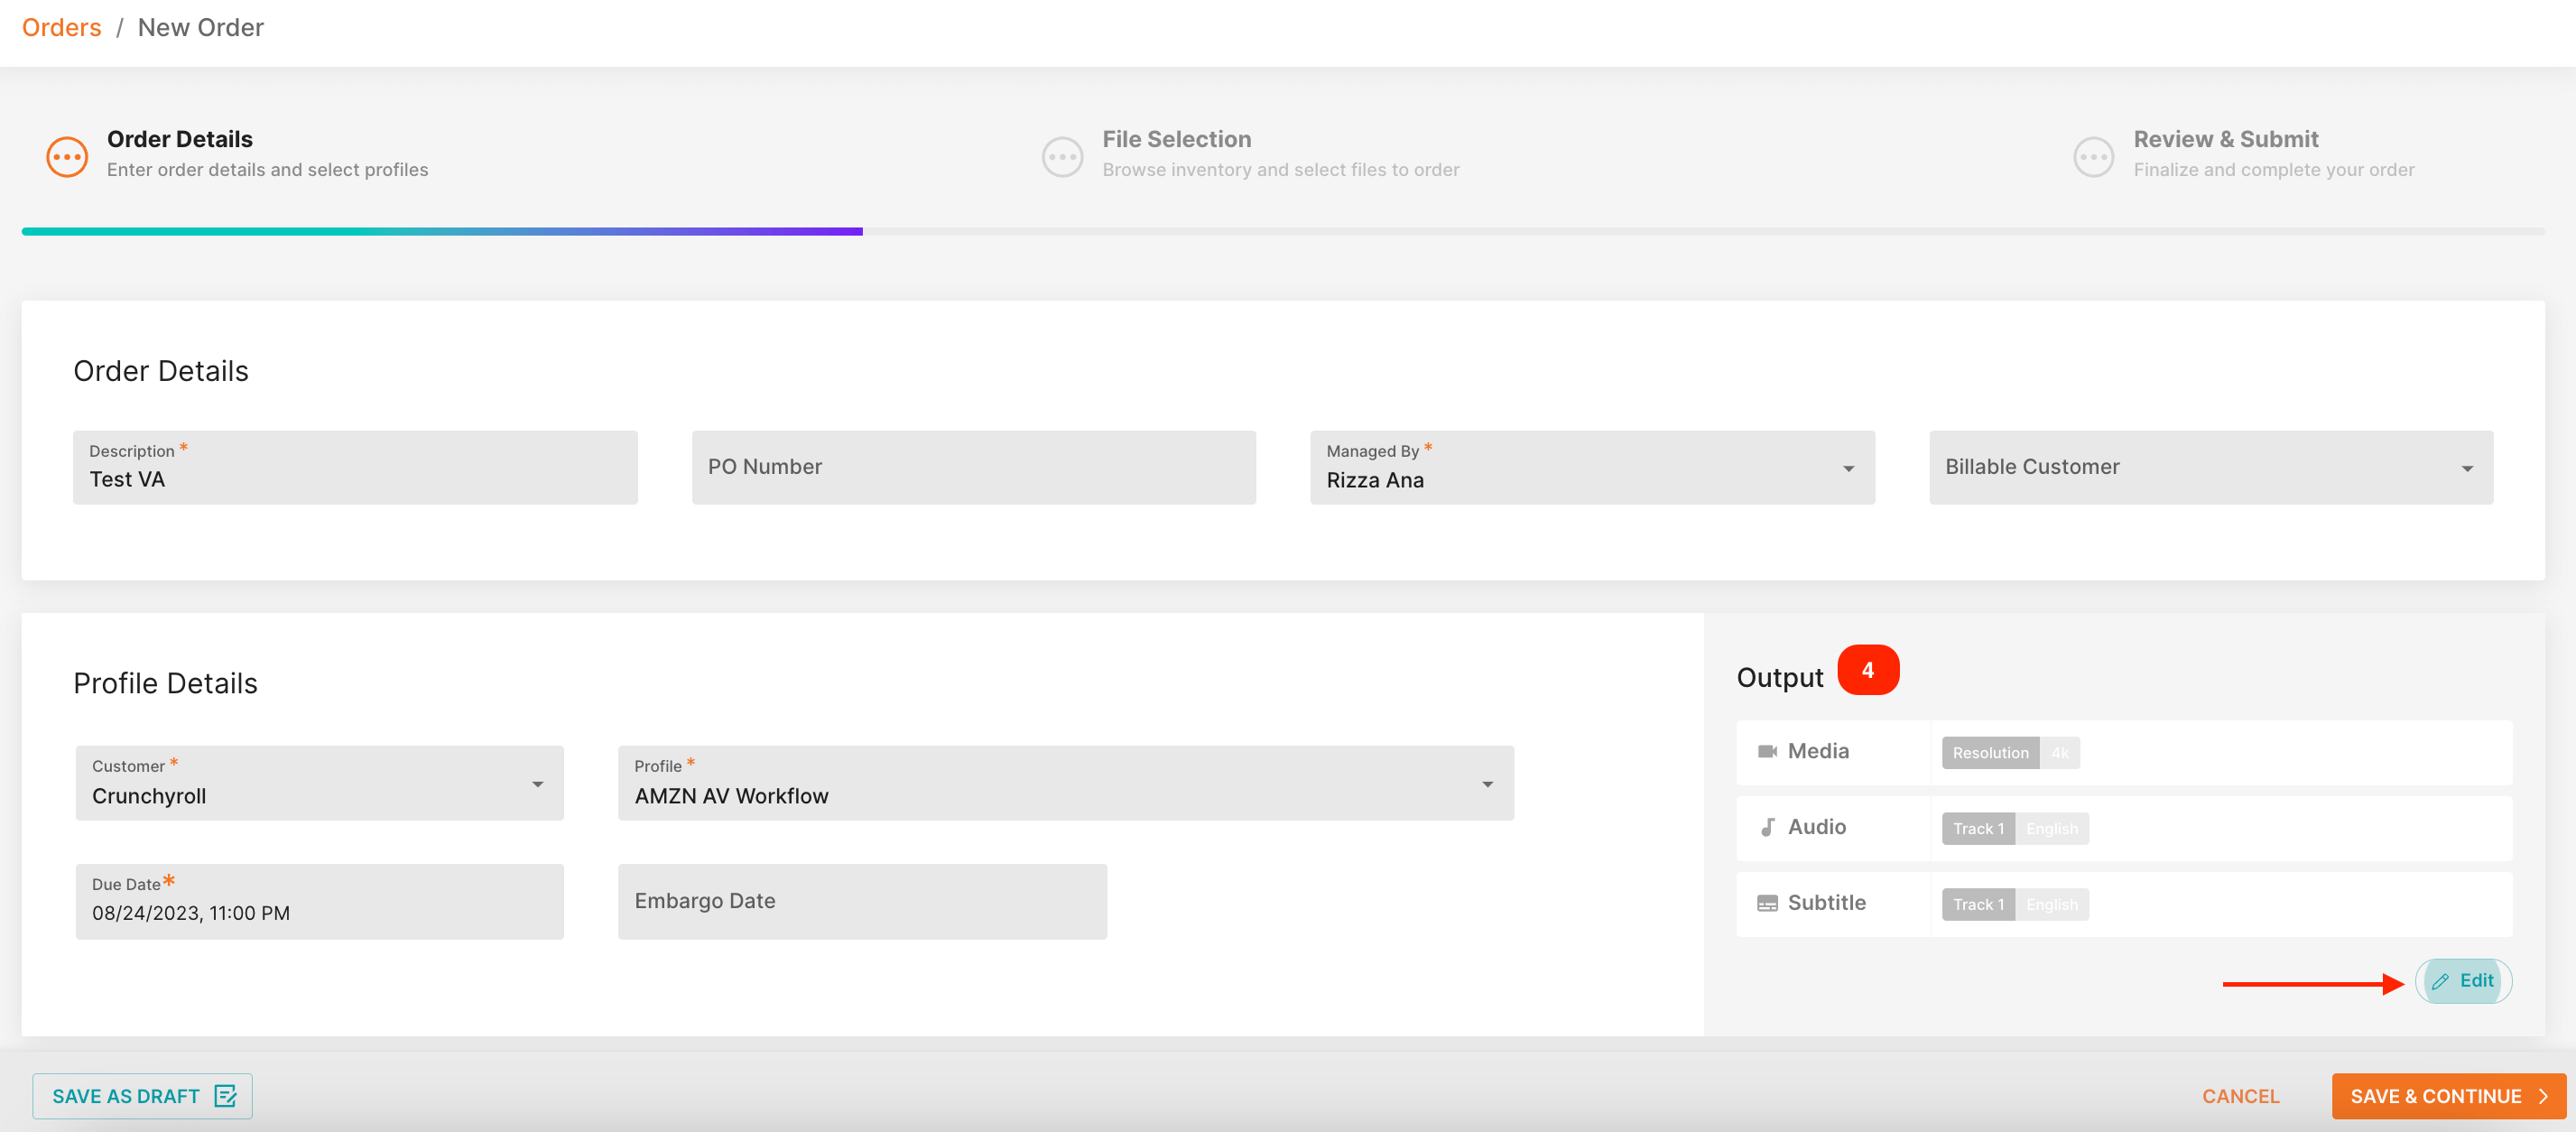 Orders / New Order
Order Details
Enter order details and select profiles
File Selection
Browse inventory and select files to order
Review & Submit
Finalize and complete your order
Order Details
Description *
Test VA
PO Number
Managed By *
Rizza Ana
Billable Customer
Profile Details
Customer *
Crunchyroll
Profile *
AMZN AV Workflow
Due Date*
08/24/2023, 11:00 PM
Embargo Date
Output 4
Media Resolution 4k
Audio Track 1 English
Subtitle Track 1 English
Edit
SAVE AS DRAFT
CANCEL
SAVE & CONTINUE